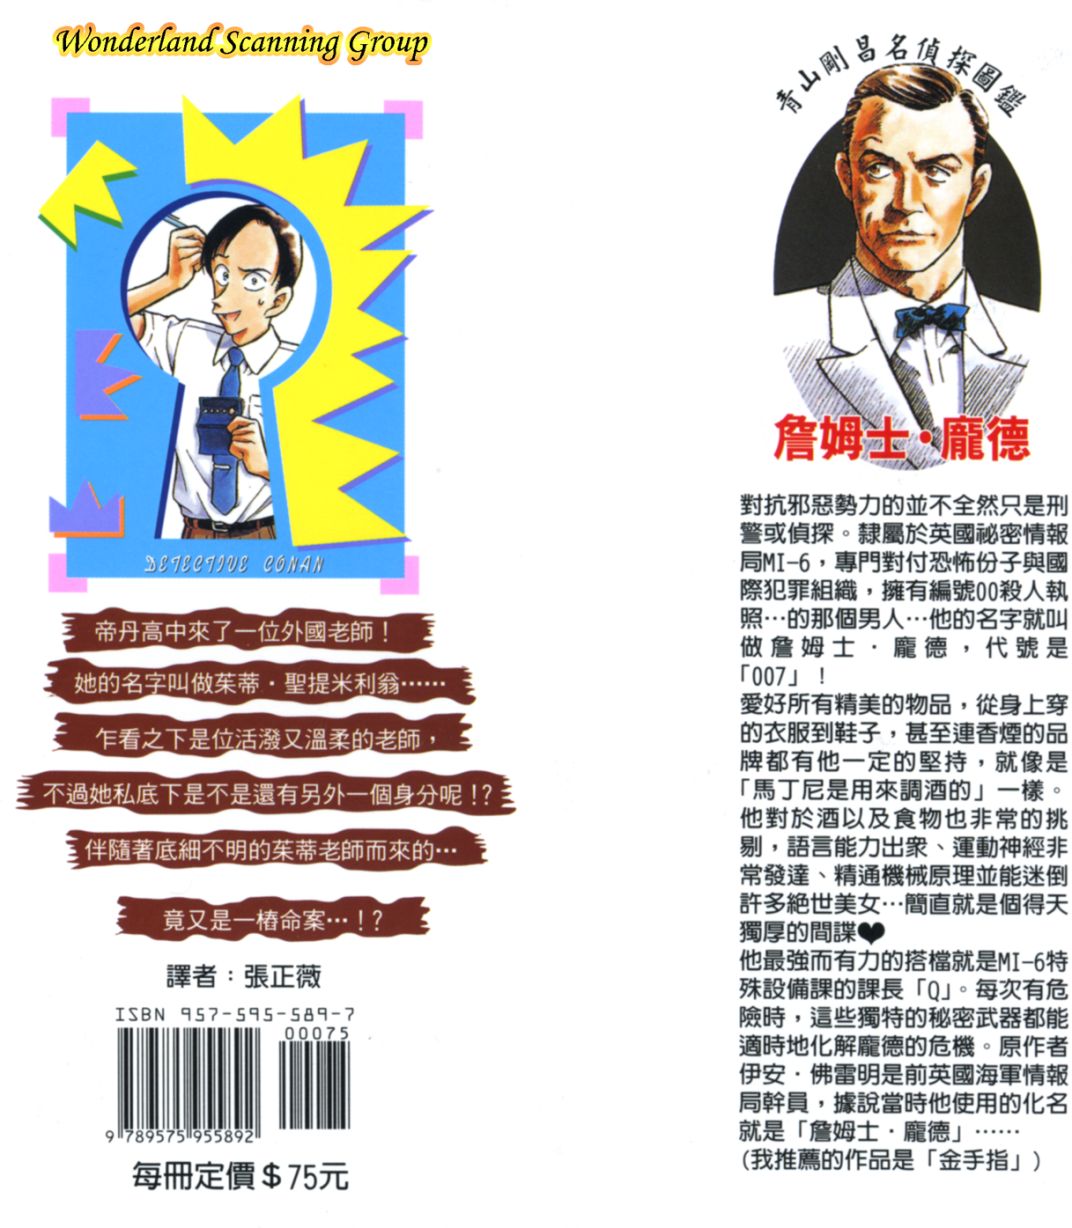 Wonderland Scanning Group
DETECTIVE CONAN
帝丹高中來了一位外國老師！
她的名字叫做茱蒂・聖提米利翁……
乍看之下是位活潑又溫柔的老師，
不過她私底下是不是還有另外一個身分呢！？
伴隨著底細不明的茱蒂老師而來的…
竟又是一樁命案…！？
譯者：張正薇
ISBN 957-595-589-7
00075
9 789575 955892
每冊定價＄75元
青山剛昌名偵探圖鑑
詹姆士・龐德
對抗邪惡勢力的並不全然只是刑
警或偵探。隸屬於英國祕密情報
局MI-6，專門對付恐怖份子與國
際犯罪組織，擁有編號00殺人執
照…的那個男人…他的名字就叫
做詹姆士．龐德，代號是
「007」！
愛好所有精美的物品，從身上穿
的衣服到鞋子，甚至連香煙的品
牌都有他一定的堅持，就像是
「馬丁尼是用來調酒的」一樣。
他對於酒以及食物也非常的挑
剔，語言能力出眾、運動神經非
常發達、精通機械原理並能迷倒
許多絕世美女…簡直就是個得天
獨厚的間諜♥
他最強而有力的搭檔就是MI-6特
殊設備課的課長「Q」。每次有危
險時，這些獨特的秘密武器都能
適時地化解龐德的危機。原作者
伊安．佛雷明是前英國海軍情報
局幹員，據說當時他使用的化名
就是「詹姆士．龐德」……
(我推薦的作品是「金手指」)